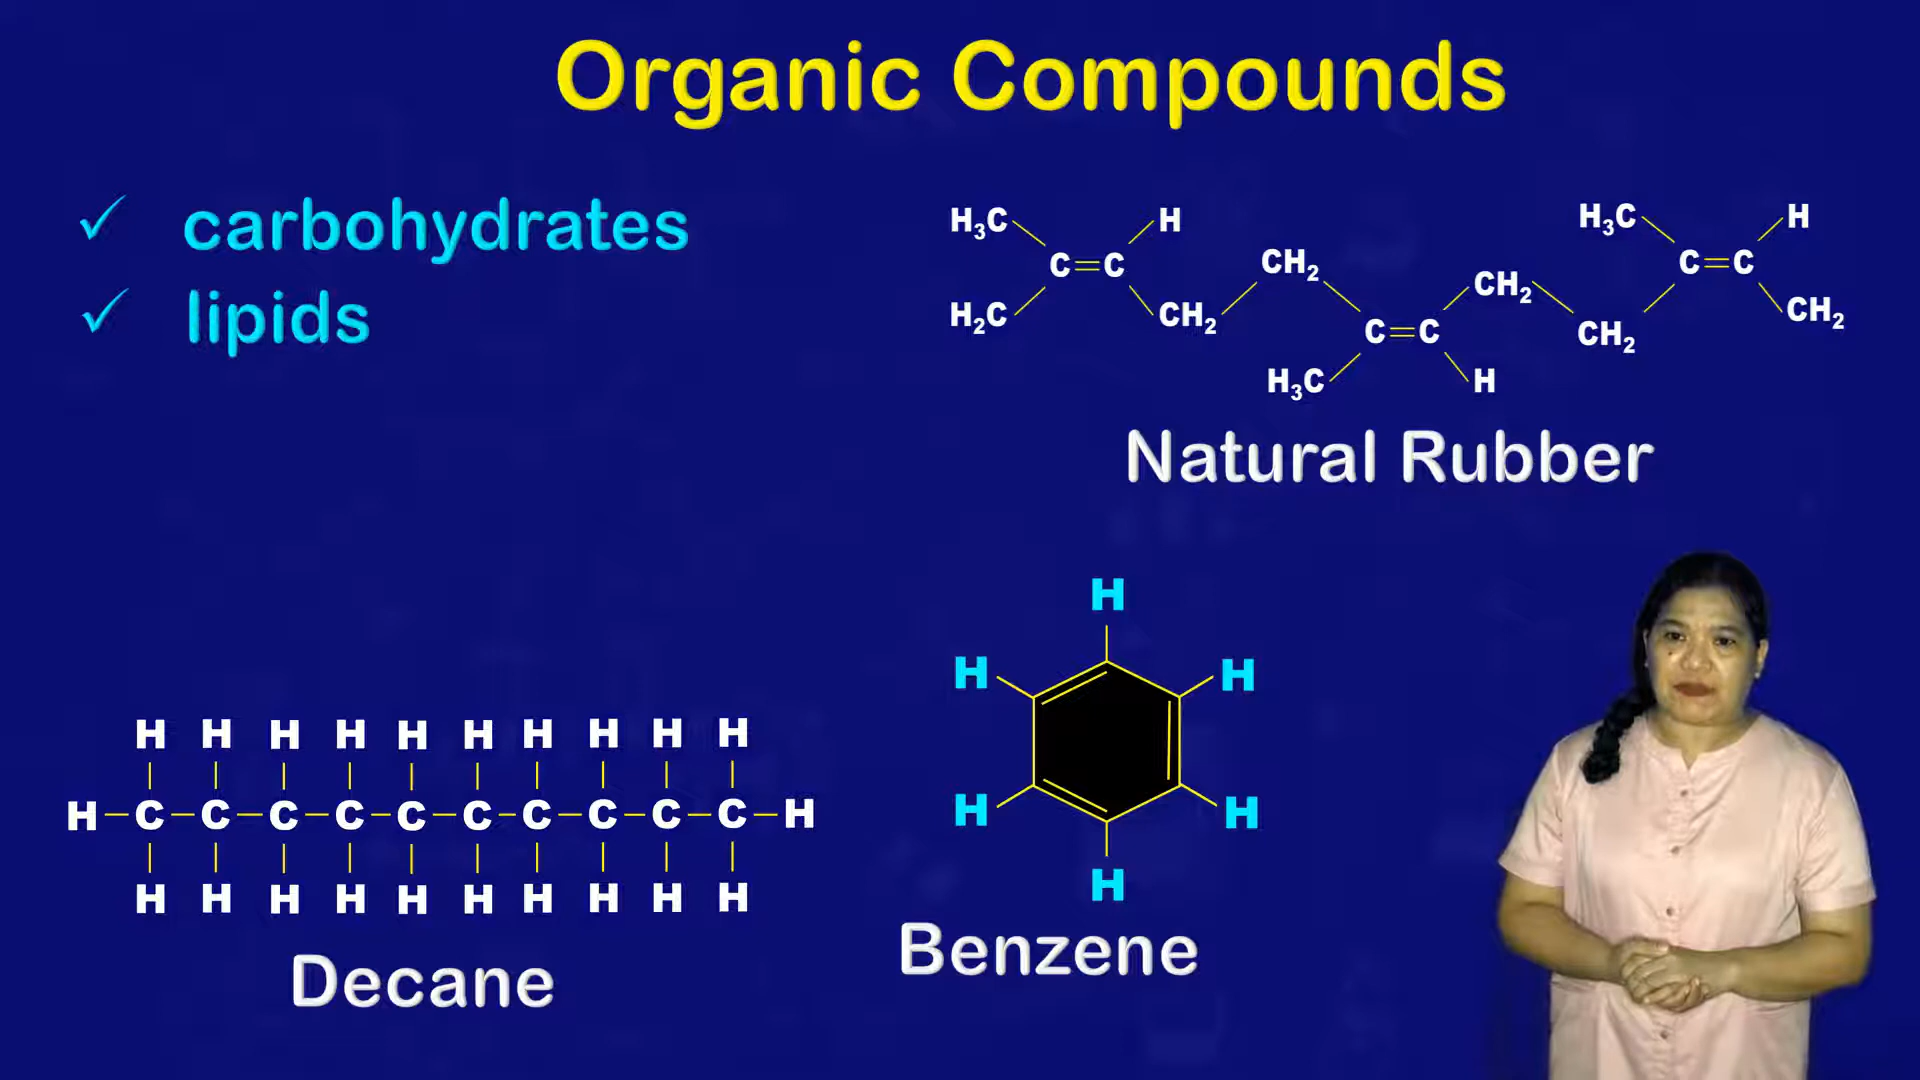 Organic Compounds
✓ carbohydrates
✓ lipids
H₃C H H₃C H
C=C CH₂ CH₂ C=C
H₂C CH₂ C=C CH₂ CH₂
H₃C H
Natural Rubber
H
H H
H H
H
Benzene
H H H H H H H H H H
H–C–C–C–C–C–C–C–C–C–C–H
H H H H H H H H H H
Decane